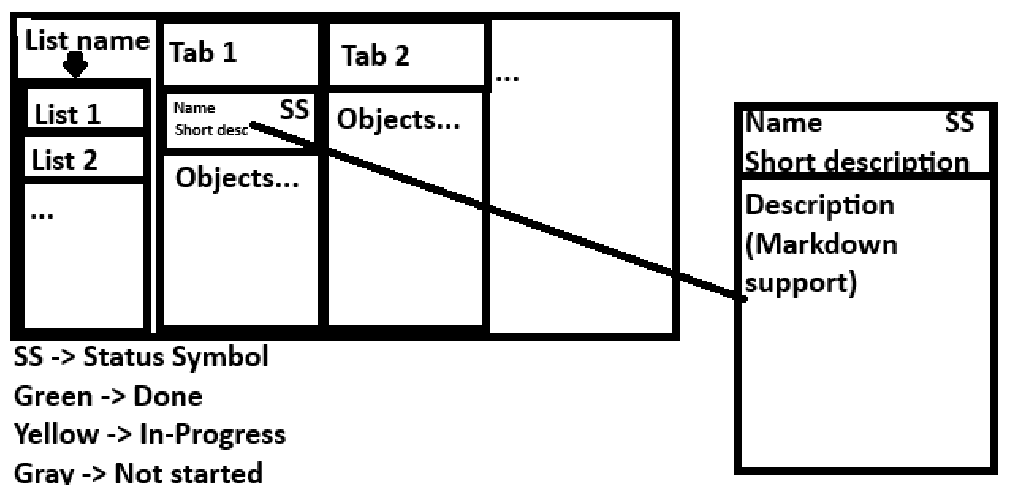 List name
List 1
List 2
...
Tab 1
Name SS
Short desc
Objects...
Tab 2
Objects...
...
Name SS
Short description
Description
(Markdown
support)
SS -> Status Symbol
Green -> Done
Yellow -> In-Progress
Gray -> Not started